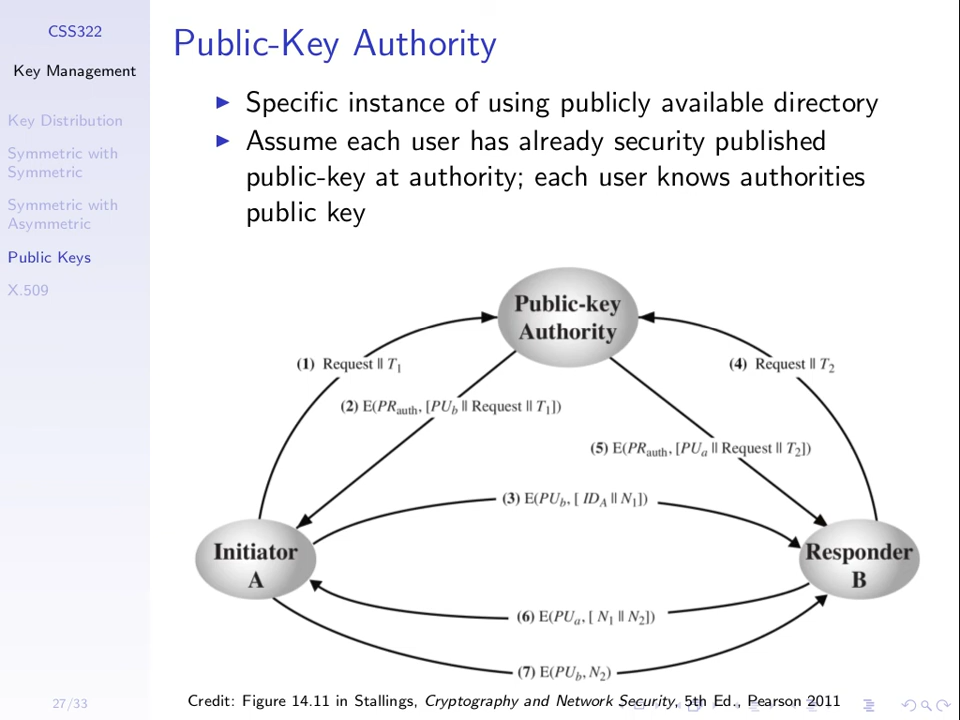 CSS322
Key Management
Key Distribution
Symmetric with
Symmetric
Symmetric with
Asymmetric
Public Keys
X.509
27/33
Public-Key Authority
Specific instance of using publicly available directory
Assume each user has already security published
public-key at authority; each user knows authorities
public key
Public-key
Authority
(1) Request || T1
(4) Request || T2
(2) E(PRauth, [PUb || Request || T1])
(5) E(PRauth, [PUa || Request || T2])
(3) E(PUb, [ IDA || N1])
Initiator
A
Responder
B
(6) E(PUa, [ N1 || N2])
(7) E(PUb, N2)
Credit: Figure 14.11 in Stallings, Cryptography and Network Security, 5th Ed., Pearson 2011